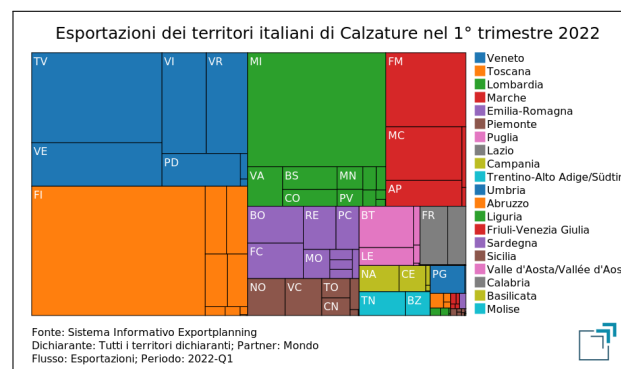 Esportazioni dei territori italiani di Calzature nel 1° trimestre 2022
TV
VI
VR
VE
PD
FI
MI
VA
BS
MN
CO
PV
FM
MC
AP
BO
RE
PC
FC
MO
BT
LE
FR
NO
VC
TO
CN
NA
CE
PG
TN
BZ
Veneto
Toscana
Lombardia
Marche
Emilia-Romagna
Piemonte
Puglia
Lazio
Campania
Trentino-Alto Adige/Südtir
Umbria
Abruzzo
Liguria
Friuli-Venezia Giulia
Sardegna
Sicilia
Valle d'Aosta/Vallée d'Aos
Calabria
Basilicata
Molise
Fonte: Sistema Informativo Exportplanning
Dichiarante: Tutti i territori dichiaranti; Partner: Mondo
Flusso: Esportazioni; Periodo: 2022-Q1